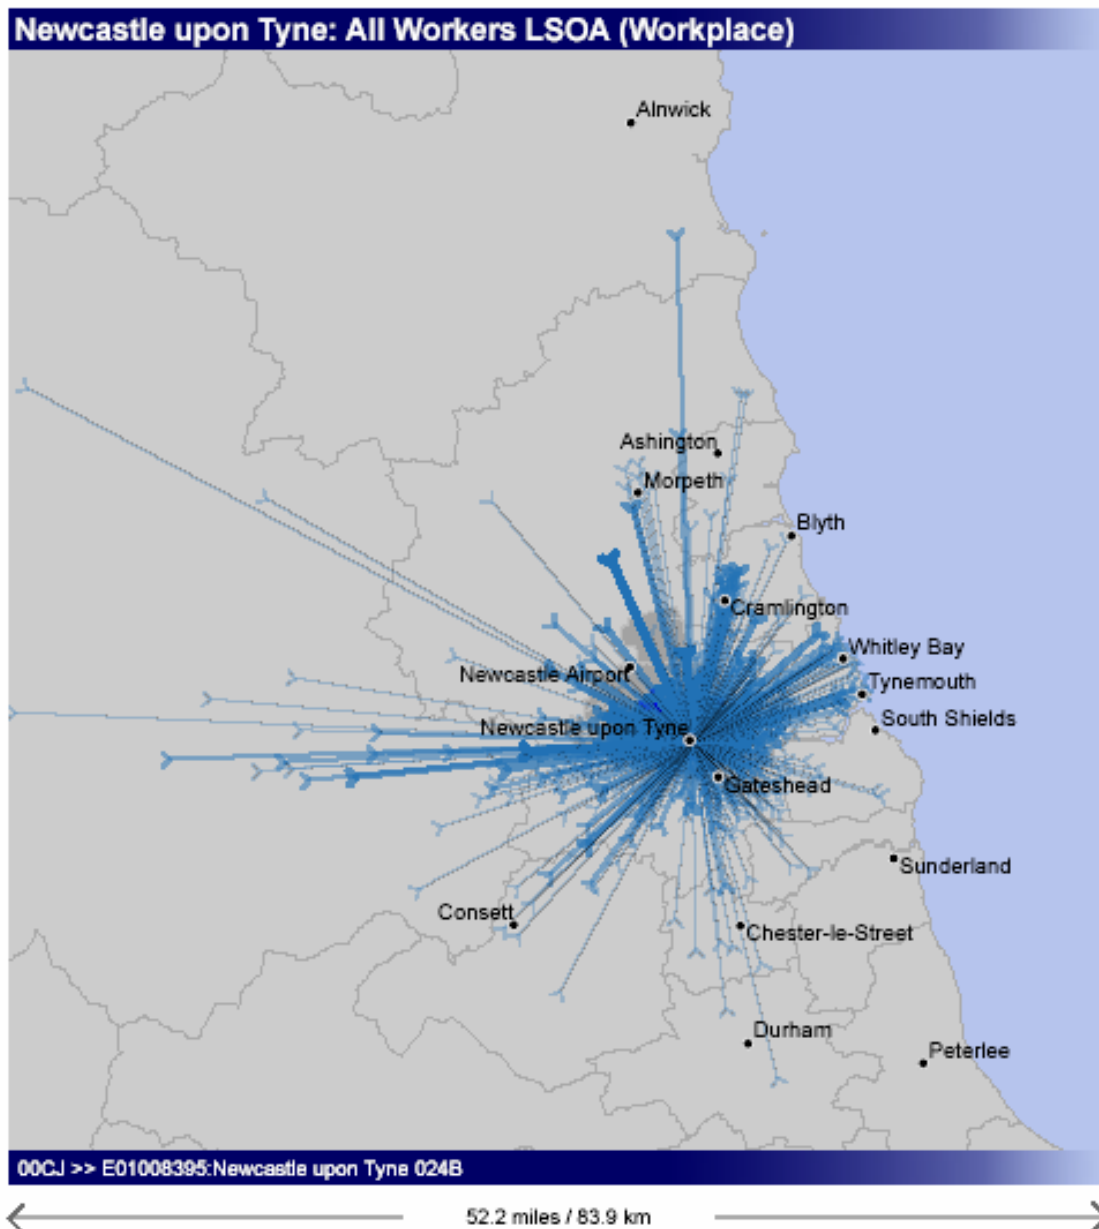 Newcastle upon Tyne: All Workers LSOA (Workplace)
Alnwick
Ashington
Morpeth
Blyth
Cramlington
Whitley Bay
Newcastle Airport
Tynemouth
South Shields
Newcastle upon Tyne
Gateshead
Sunderland
Consett
Chester-le-Street
Durham
Peterlee
00CJ >> E01008395:Newcastle upon Tyne 024B
52.2 miles / 83.9 km